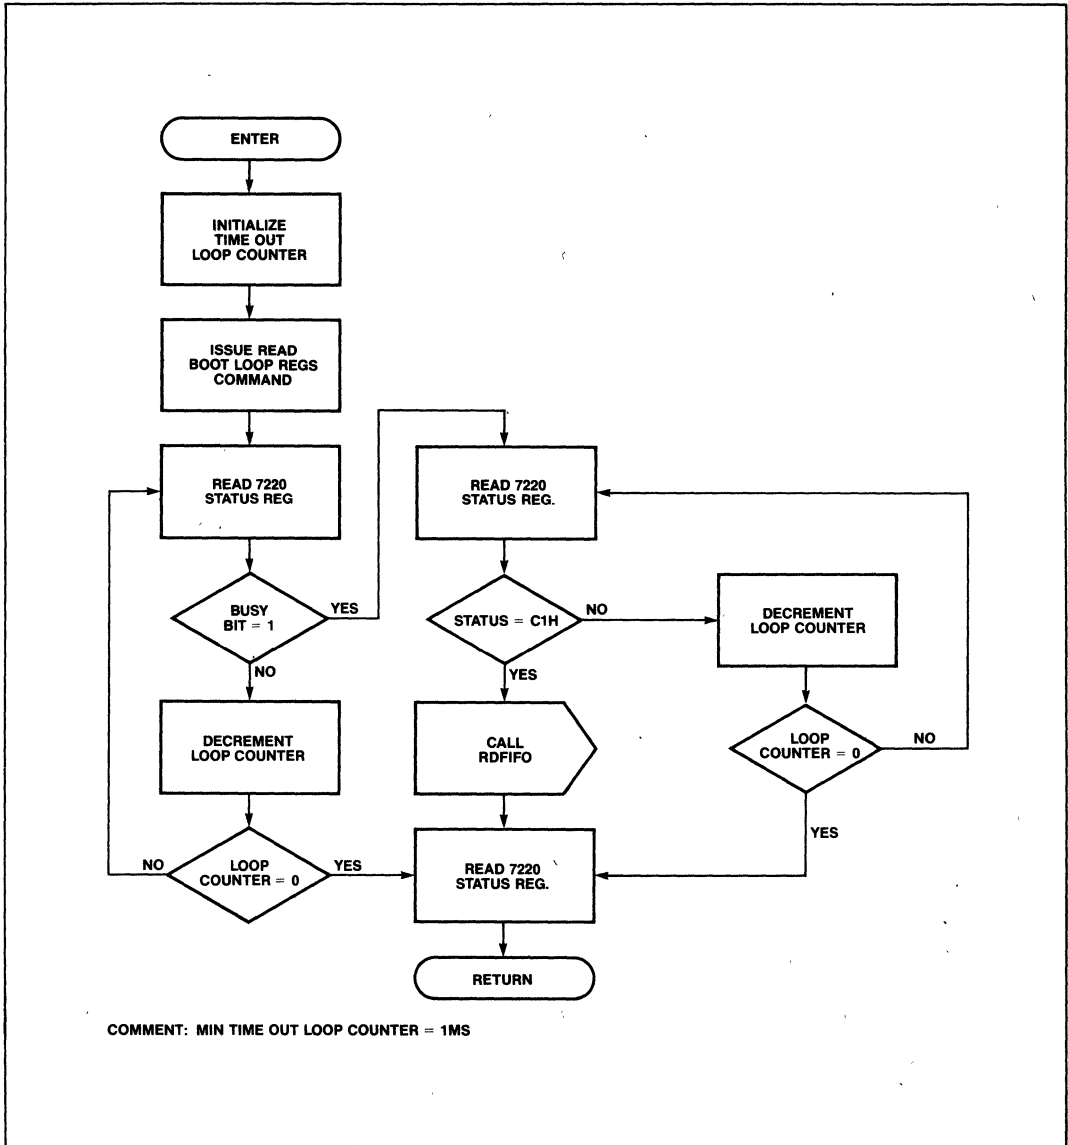 ENTER
INITIALIZE
TIME OUT
LOOP COUNTER
ISSUE READ
BOOT LOOP REGS
COMMAND
READ 7220
STATUS REG
BUSY
BIT = 1
YES
NO
DECREMENT
LOOP COUNTER
LOOP
COUNTER = 0
NO
YES
READ 7220
STATUS REG.
STATUS = C1H
NO
YES
CALL
RDFIFO
DECREMENT
LOOP COUNTER
LOOP
COUNTER = 0
NO
YES
READ 7220
STATUS REG.
RETURN
COMMENT: MIN TIME OUT LOOP COUNTER = 1MS